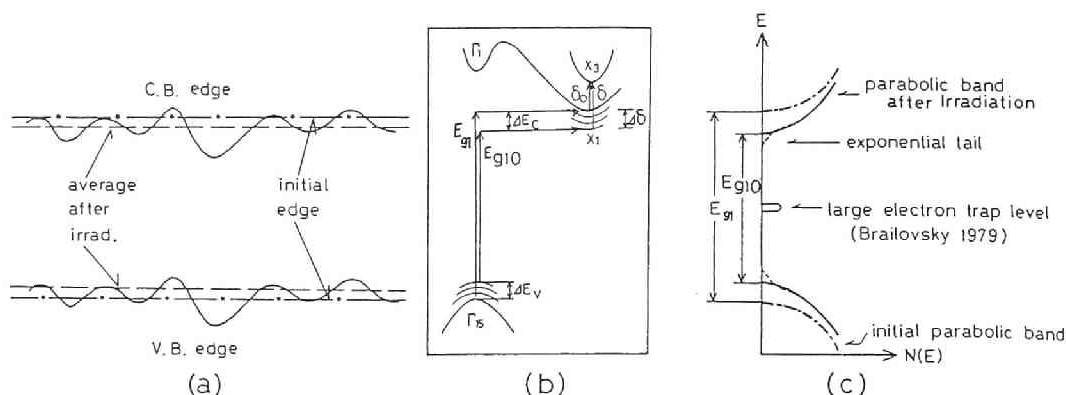 C.B. edge
average
after
irrad.
initial
edge
V.B. edge
(a)
Γ1
X3
δ0
δ
ΔEc
Δδ
Eg1
Eg10
X1
ΔEv
Γ15
(b)
E
parabolic band
after Irradiation
exponential tail
Eg10
Eg1
large electron trap level
(Brailovsky 1979)
initial parabolic band
N(E)
(c)